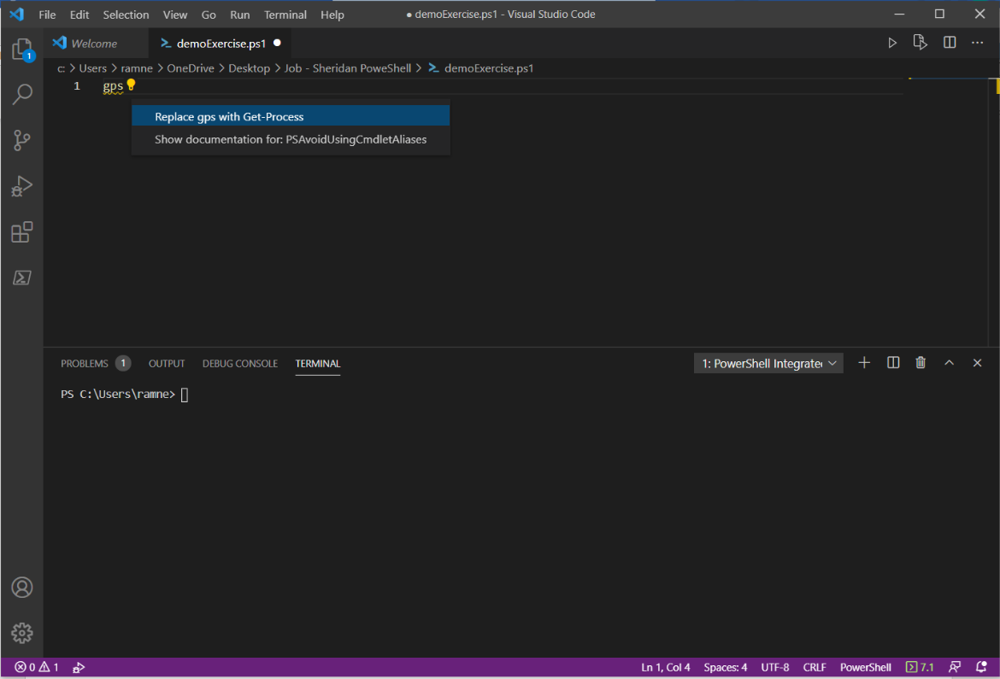 File Edit Selection View Go Run Terminal Help ● demoExercise.ps1 - Visual Studio Code
1 Welcome demoExercise.ps1 ●
c: > Users > ramne > OneDrive > Desktop > Job - Sheridan PoweShell > demoExercise.ps1
1 gps
Replace gps with Get-Process
Show documentation for: PSAvoidUsingCmdletAliases
PROBLEMS 1 OUTPUT DEBUG CONSOLE TERMINAL 1: PowerShell Integrated
PS C:\Users\ramne>
0 1 Ln 1, Col 4 Spaces: 4 UTF-8 CRLF PowerShell 7.1